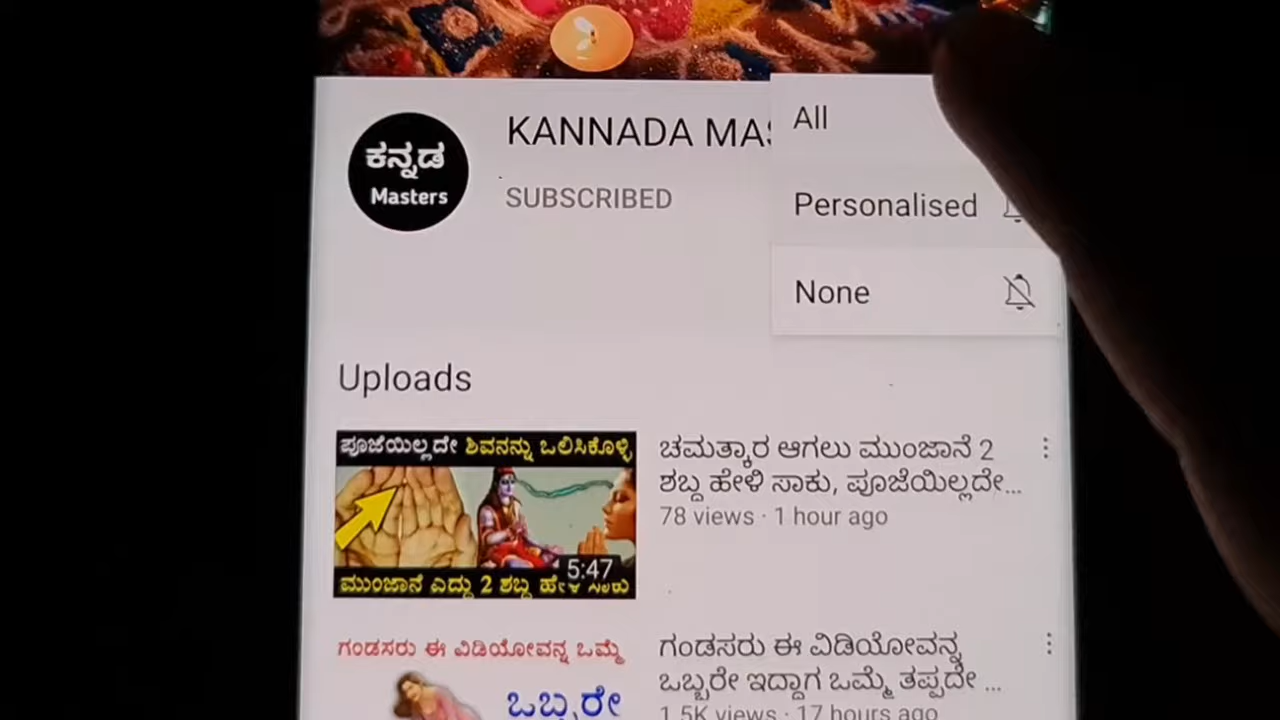 ಕನ್ನಡ
Masters
KANNADA MAS
SUBSCRIBED
All
Personalised
None
Uploads
ಪೂಜೆಯಿಲ್ಲದೇ ಶಿವನನ್ನು ಒಲಿಸಿಕೊಳ್ಳಿ
5:47
ಮುಂಜಾನೆ ಎದ್ದು 2 ಶಬ್ದ ಹೇಳಿ ಸಾಕು
ಚಮತ್ಕಾರ ಆಗಲು ಮುಂಜಾನೆ 2
ಶಬ್ದ ಹೇಳಿ ಸಾಕು, ಪೂಜೆಯಿಲ್ಲದೇ...
78 views · 1 hour ago
ಗಂಡಸರು ಈ ವಿಡಿಯೋವನ್ನ ಒಮ್ಮೆ
ಒಬ್ಬರೇ
ಗಂಡಸರು ಈ ವಿಡಿಯೋವನ್ನ
ಒಬ್ಬರೇ ಇದ್ದಾಗ ಒಮ್ಮೆ ತಪ್ಪದೇ ...
1.5K views · 17 hours ago